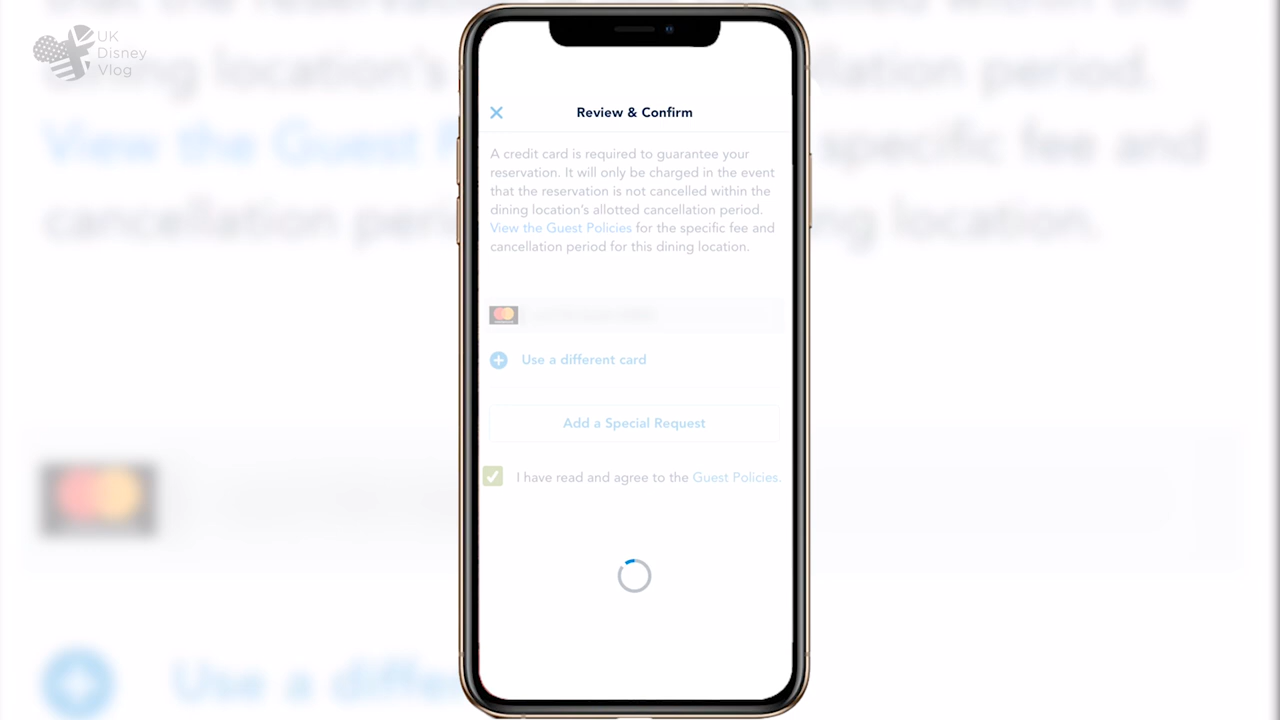 UK
Disney
Vlog
Review & Confirm
A credit card is required to guarantee your
reservation. It will only be charged in the event
that the reservation is not cancelled within the
dining location's allotted cancellation period.
View the Guest Policies for the specific fee and
cancellation period for this dining location.
Use a different card
Add a Special Request
I have read and agree to the Guest Policies.